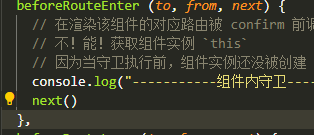 beforeRouteEnter (to, from, next) {
// 在渲染该组件的对应路由被 confirm 前调
// 不！能！获取组件实例 `this`
// 因为当守卫执行前，组件实例还没被创建
console.log("-----------组件内守卫----
next()
},